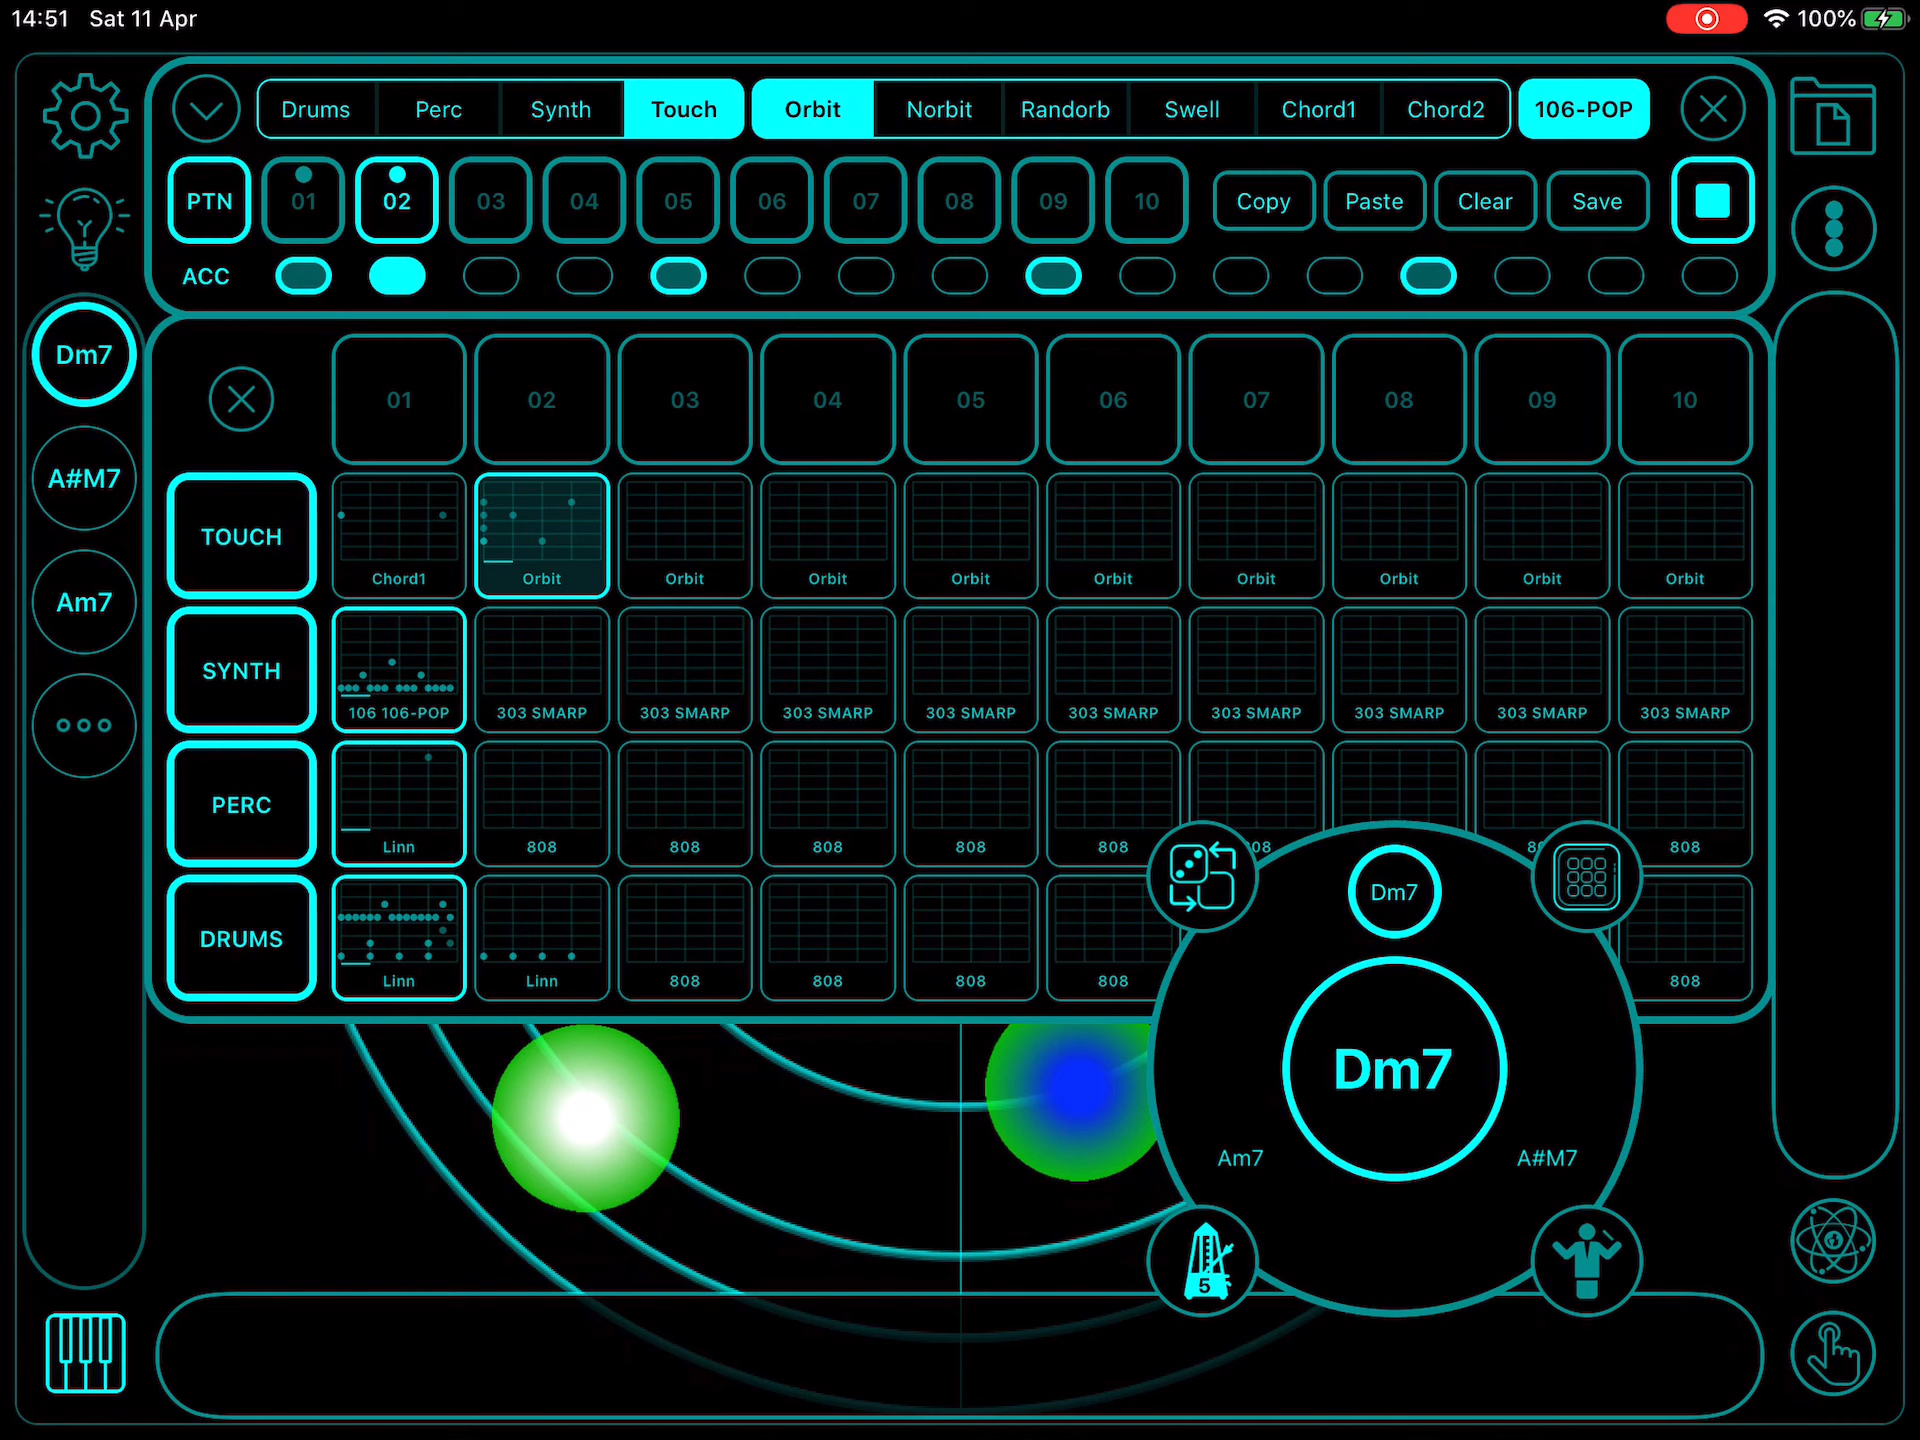 14:51 Sat 11 Apr 100%
Drums Perc Synth Touch Orbit Norbit Randorb Swell Chord1 Chord2 106-POP
PTN 01 02 03 04 05 06 07 08 09 10 Copy Paste Clear Save
ACC
Dm7
A#M7
Am7
01 02 03 04 05 06 07 08 09 10
TOUCH
Chord1 Orbit Orbit Orbit Orbit Orbit Orbit Orbit Orbit Orbit
SYNTH
106 106-POP 303 SMARP 303 SMARP 303 SMARP 303 SMARP 303 SMARP 303 SMARP 303 SMARP 303 SMARP 303 SMARP
PERC
Linn 808 808 808 808 808 808
DRUMS
Linn Linn 808 808 808 808 808
Dm7
Dm7
Am7 A#M7
5